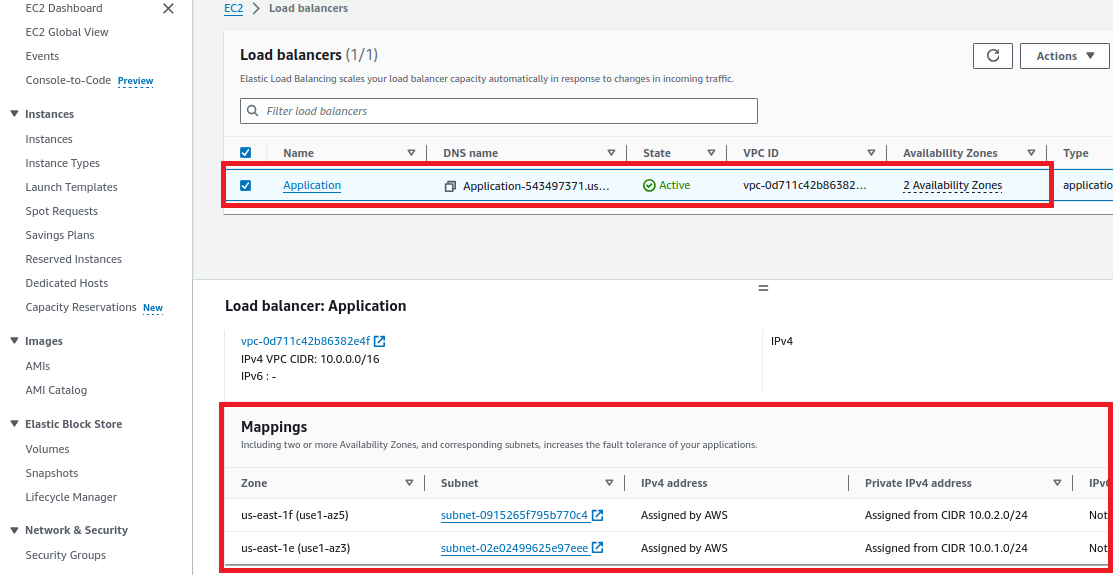 EC2 Dashboard
EC2 Global View
Events
Console-to-Code Preview
Instances
Instances
Instance Types
Launch Templates
Spot Requests
Savings Plans
Reserved Instances
Dedicated Hosts
Capacity Reservations New
Images
AMIs
AMI Catalog
Elastic Block Store
Volumes
Snapshots
Lifecycle Manager
Network & Security
Security Groups
EC2 > Load balancers
Load balancers (1/1)
Actions
Elastic Load Balancing scales your load balancer capacity automatically in response to changes in incoming traffic.
Filter load balancers
Name DNS name State VPC ID Availability Zones Type
Application Application-543497371.us... Active vpc-0d711c42b86382... 2 Availability Zones applicatio
Load balancer: Application
vpc-0d711c42b86382e4f IPv4
IPv4 VPC CIDR: 10.0.0.0/16
IPv6 : -
Mappings
Including two or more Availability Zones, and corresponding subnets, increases the fault tolerance of your applications.
Zone Subnet IPv4 address Private IPv4 address IPv6
us-east-1f (use1-az5) subnet-0915265f795b770c4 Assigned by AWS Assigned from CIDR 10.0.2.0/24 Not
us-east-1e (use1-az3) subnet-02e02499625e97eee Assigned by AWS Assigned from CIDR 10.0.1.0/24 Not